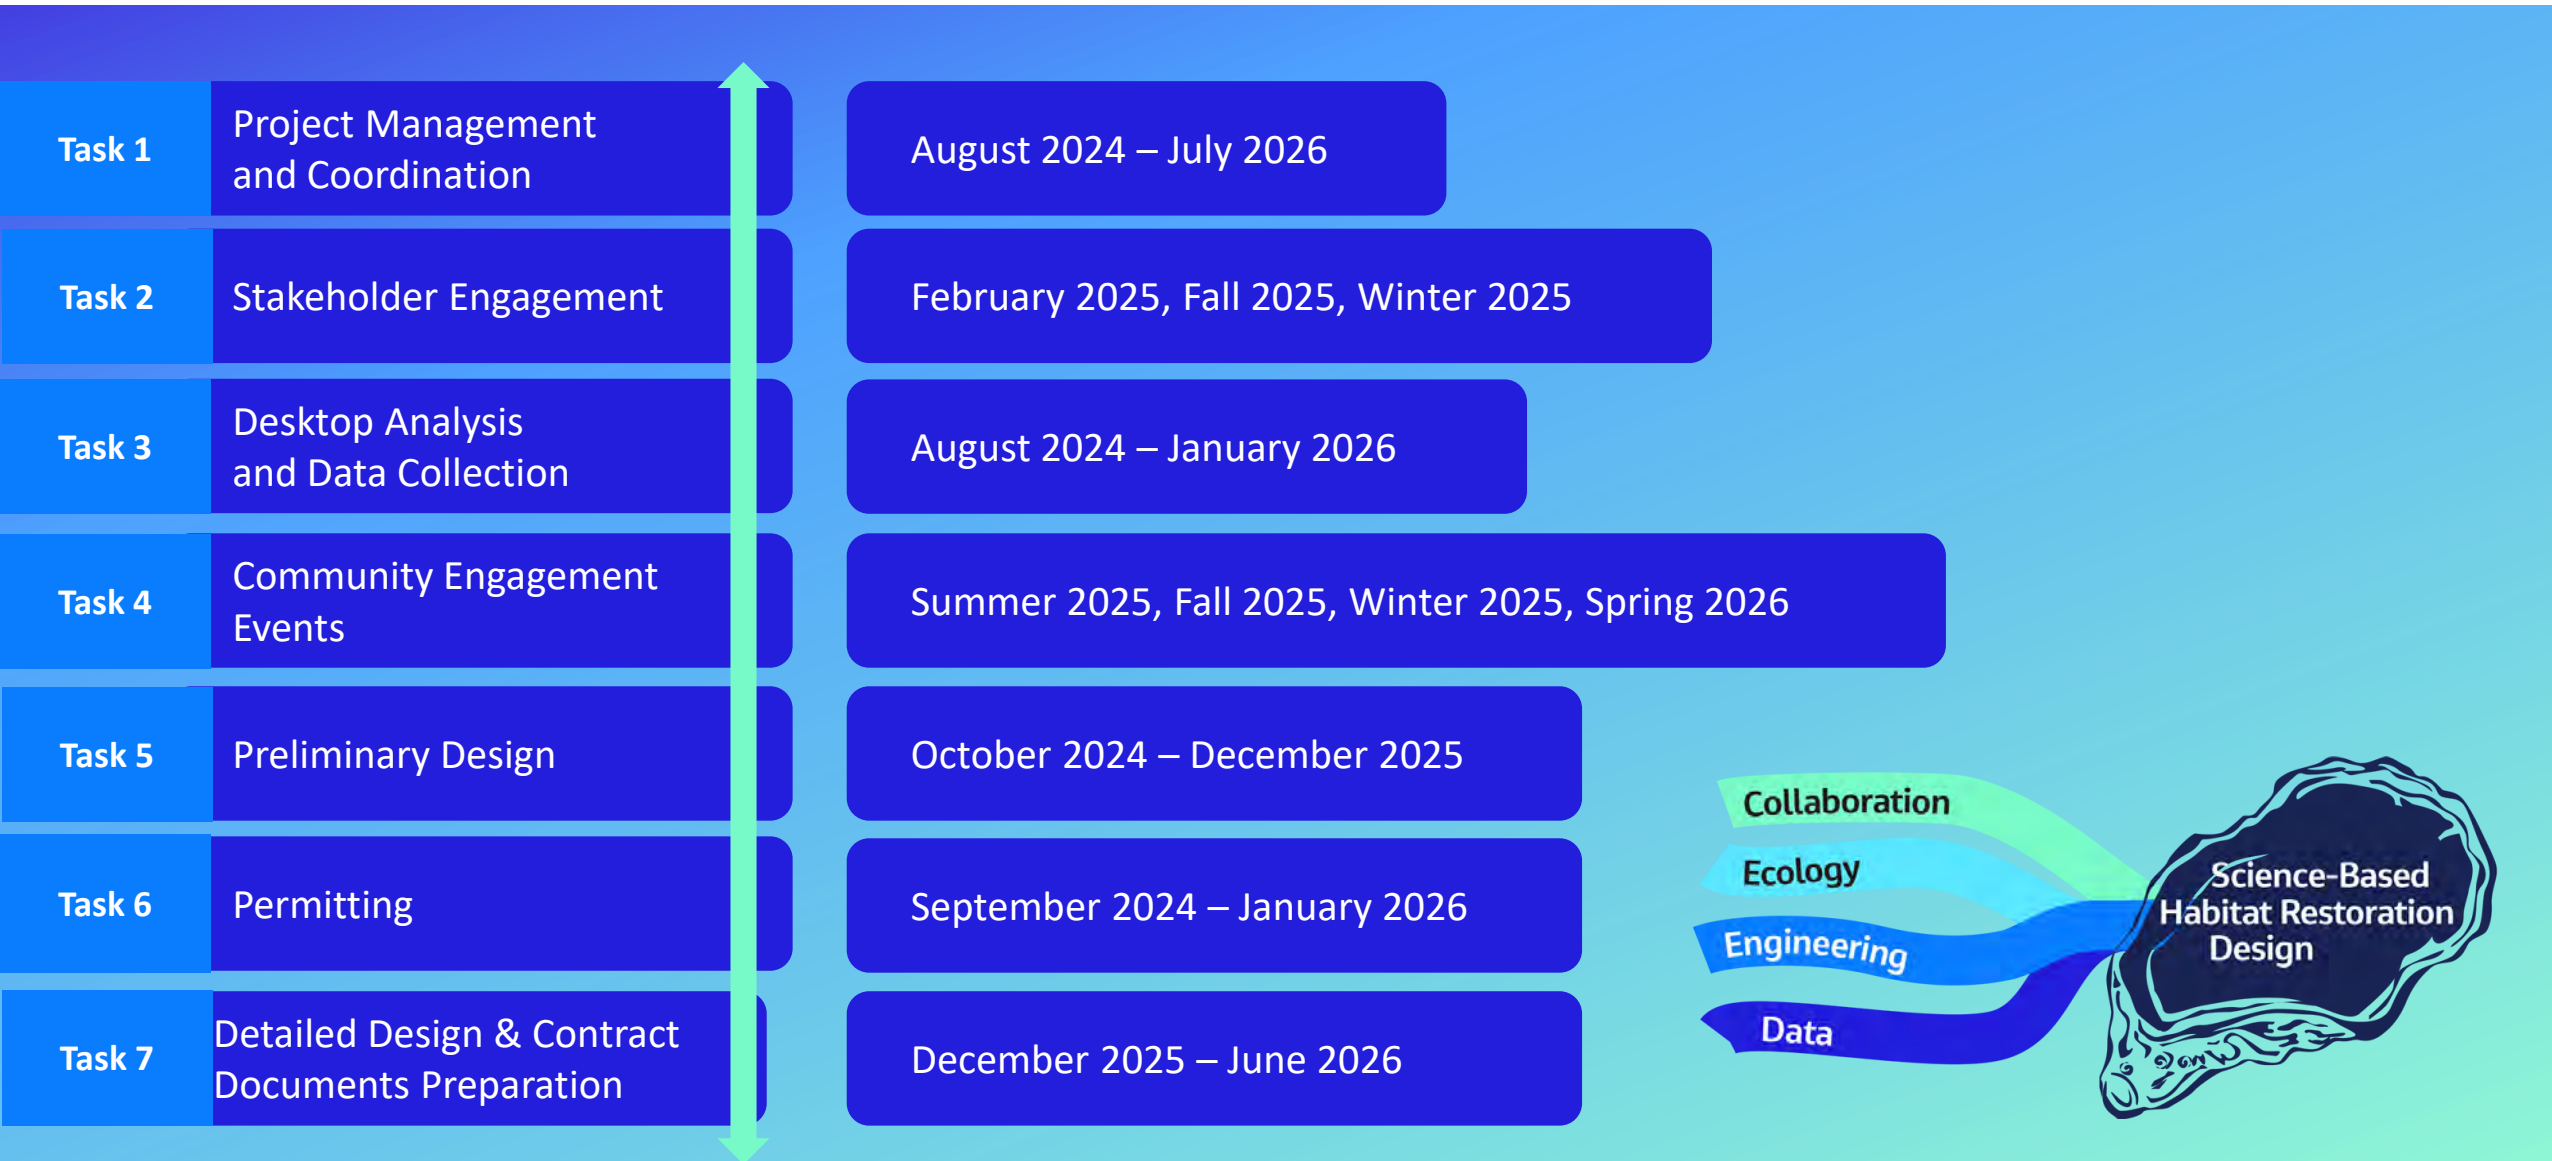 Task 1
Project Management
and Coordination
August 2024 – July 2026
Task 2
Stakeholder Engagement
February 2025, Fall 2025, Winter 2025
Task 3
Desktop Analysis
and Data Collection
August 2024 – January 2026
Task 4
Community Engagement
Events
Summer 2025, Fall 2025, Winter 2025, Spring 2026
Task 5
Preliminary Design
October 2024 – December 2025
Task 6
Permitting
September 2024 – January 2026
Task 7
Detailed Design & Contract
Documents Preparation
December 2025 – June 2026
Collaboration
Ecology
Engineering
Data
Science-Based
Habitat Restoration
Design